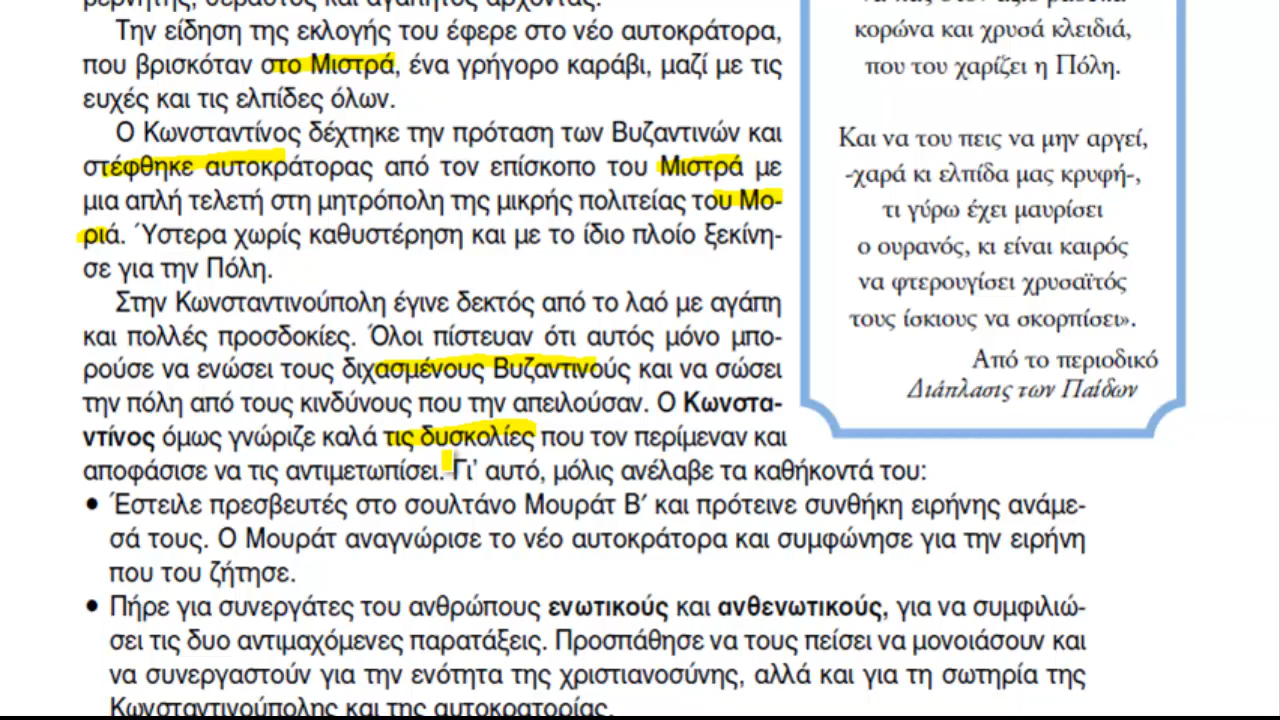 βερνήτης, σεβαστός και αγαπητός άρχοντας.
Την είδηση της εκλογής του έφερε στο νέο αυτοκράτορα,
που βρισκόταν στο Μιστρά, ένα γρήγορο καράβι, μαζί με τις
ευχές και τις ελπίδες όλων.
Ο Κωνσταντίνος δέχτηκε την πρόταση των Βυζαντινών και
στέφθηκε αυτοκράτορας από τον επίσκοπο του Μιστρά με
μια απλή τελετή στη μητρόπολη της μικρής πολιτείας του Μο-
ριά. Ύστερα χωρίς καθυστέρηση και με το ίδιο πλοίο ξεκίνη-
σε για την Πόλη.
Στην Κωνσταντινούπολη έγινε δεκτός από το λαό με αγάπη
και πολλές προσδοκίες. Όλοι πίστευαν ότι αυτός μόνο μπο-
ρούσε να ενώσει τους διχασμένους Βυζαντινούς και να σώσει
την πόλη από τους κινδύνους που την απειλούσαν. Ο Κωνστα-
ντίνος όμως γνώριζε καλά τις δυσκολίες που τον περίμεναν και
αποφάσισε να τις αντιμετωπίσει. Γι' αυτό, μόλις ανέλαβε τα καθήκοντά του:
• Έστειλε πρεσβευτές στο σουλτάνο Μουράτ Β′ και πρότεινε συνθήκη ειρήνης ανάμε-
σά τους. Ο Μουράτ αναγνώρισε το νέο αυτοκράτορα και συμφώνησε για την ειρήνη
που του ζήτησε.
• Πήρε για συνεργάτες του ανθρώπους ενωτικούς και ανθενωτικούς, για να συμφιλιώ-
σει τις δυο αντιμαχόμενες παρατάξεις. Προσπάθησε να τους πείσει να μονοιάσουν και
να συνεργαστούν για την ενότητα της χριστιανοσύνης, αλλά και για τη σωτηρία της
Κωνσταντινούπολης και της αυτοκρατορίας.
κορώνα και χρυσά κλειδιά,
που του χαρίζει η Πόλη.
Και να του πεις να μην αργεί,
-χαρά κι ελπίδα μας κρυφή-,
τι γύρω έχει μαυρίσει
ο ουρανός, κι είναι καιρός
να φτερουγίσει χρυσαϊτός
τους ίσκιους να σκορπίσει».
Από το περιοδικό
Διάπλασις των Παίδων